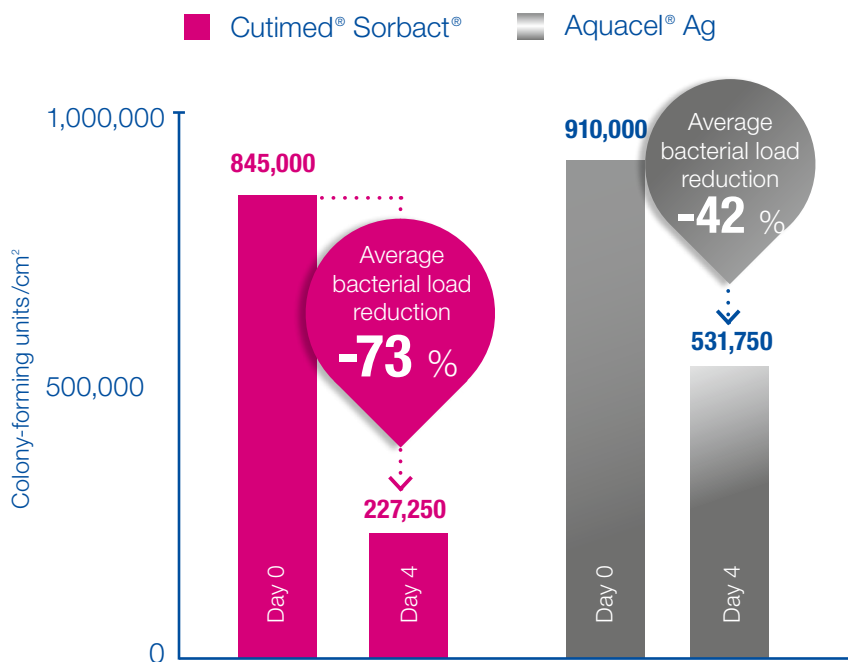 Cutimed® Sorbact®
Aquacel® Ag
1,000,000
500,000
0
Colony-forming units/cm²
845,000
Average
bacterial load
reduction
-73 %
227,250
Day 0
Day 4
910,000
Average
bacterial load
reduction
-42 %
531,750
Day 0
Day 4